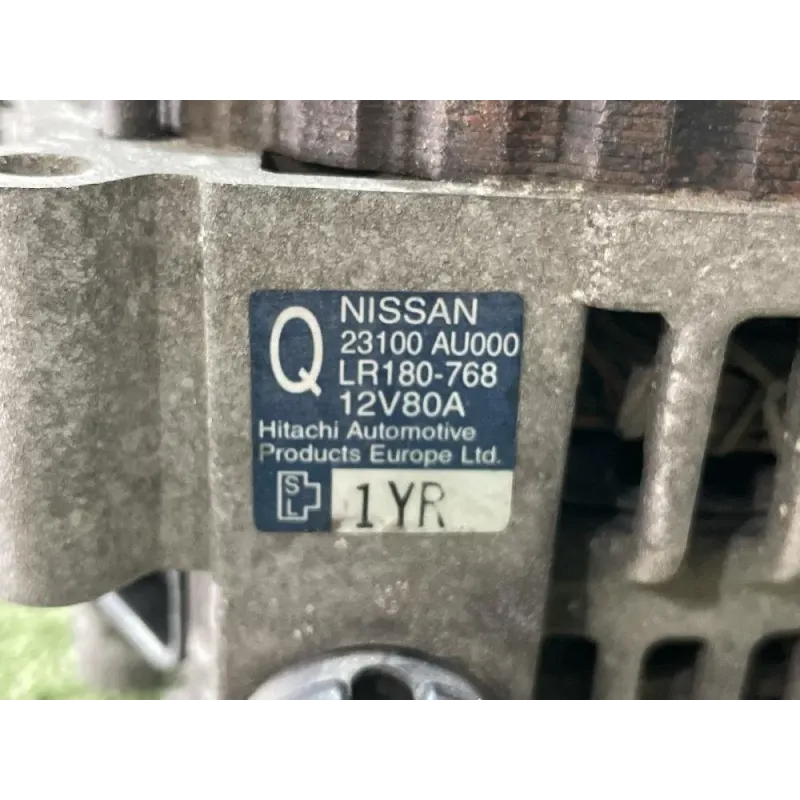 Q
NISSAN
23100 AU000
LR180-768
12V80A
Hitachi Automotive
Products Europe Ltd.
S
L
1YR